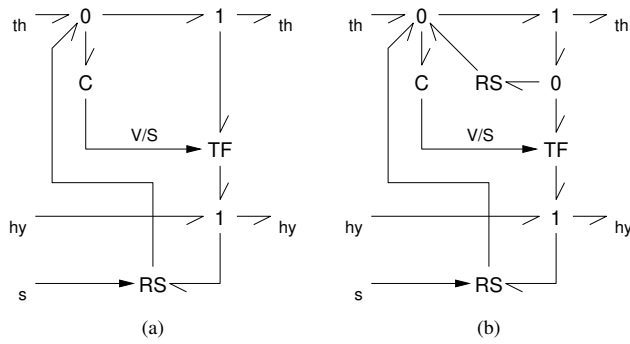 0 1 0 1
th th th th
C C RS 0
V/S V/S
TF TF
1 1
hy hy hy hy
RS RS
s s
(a) (b)